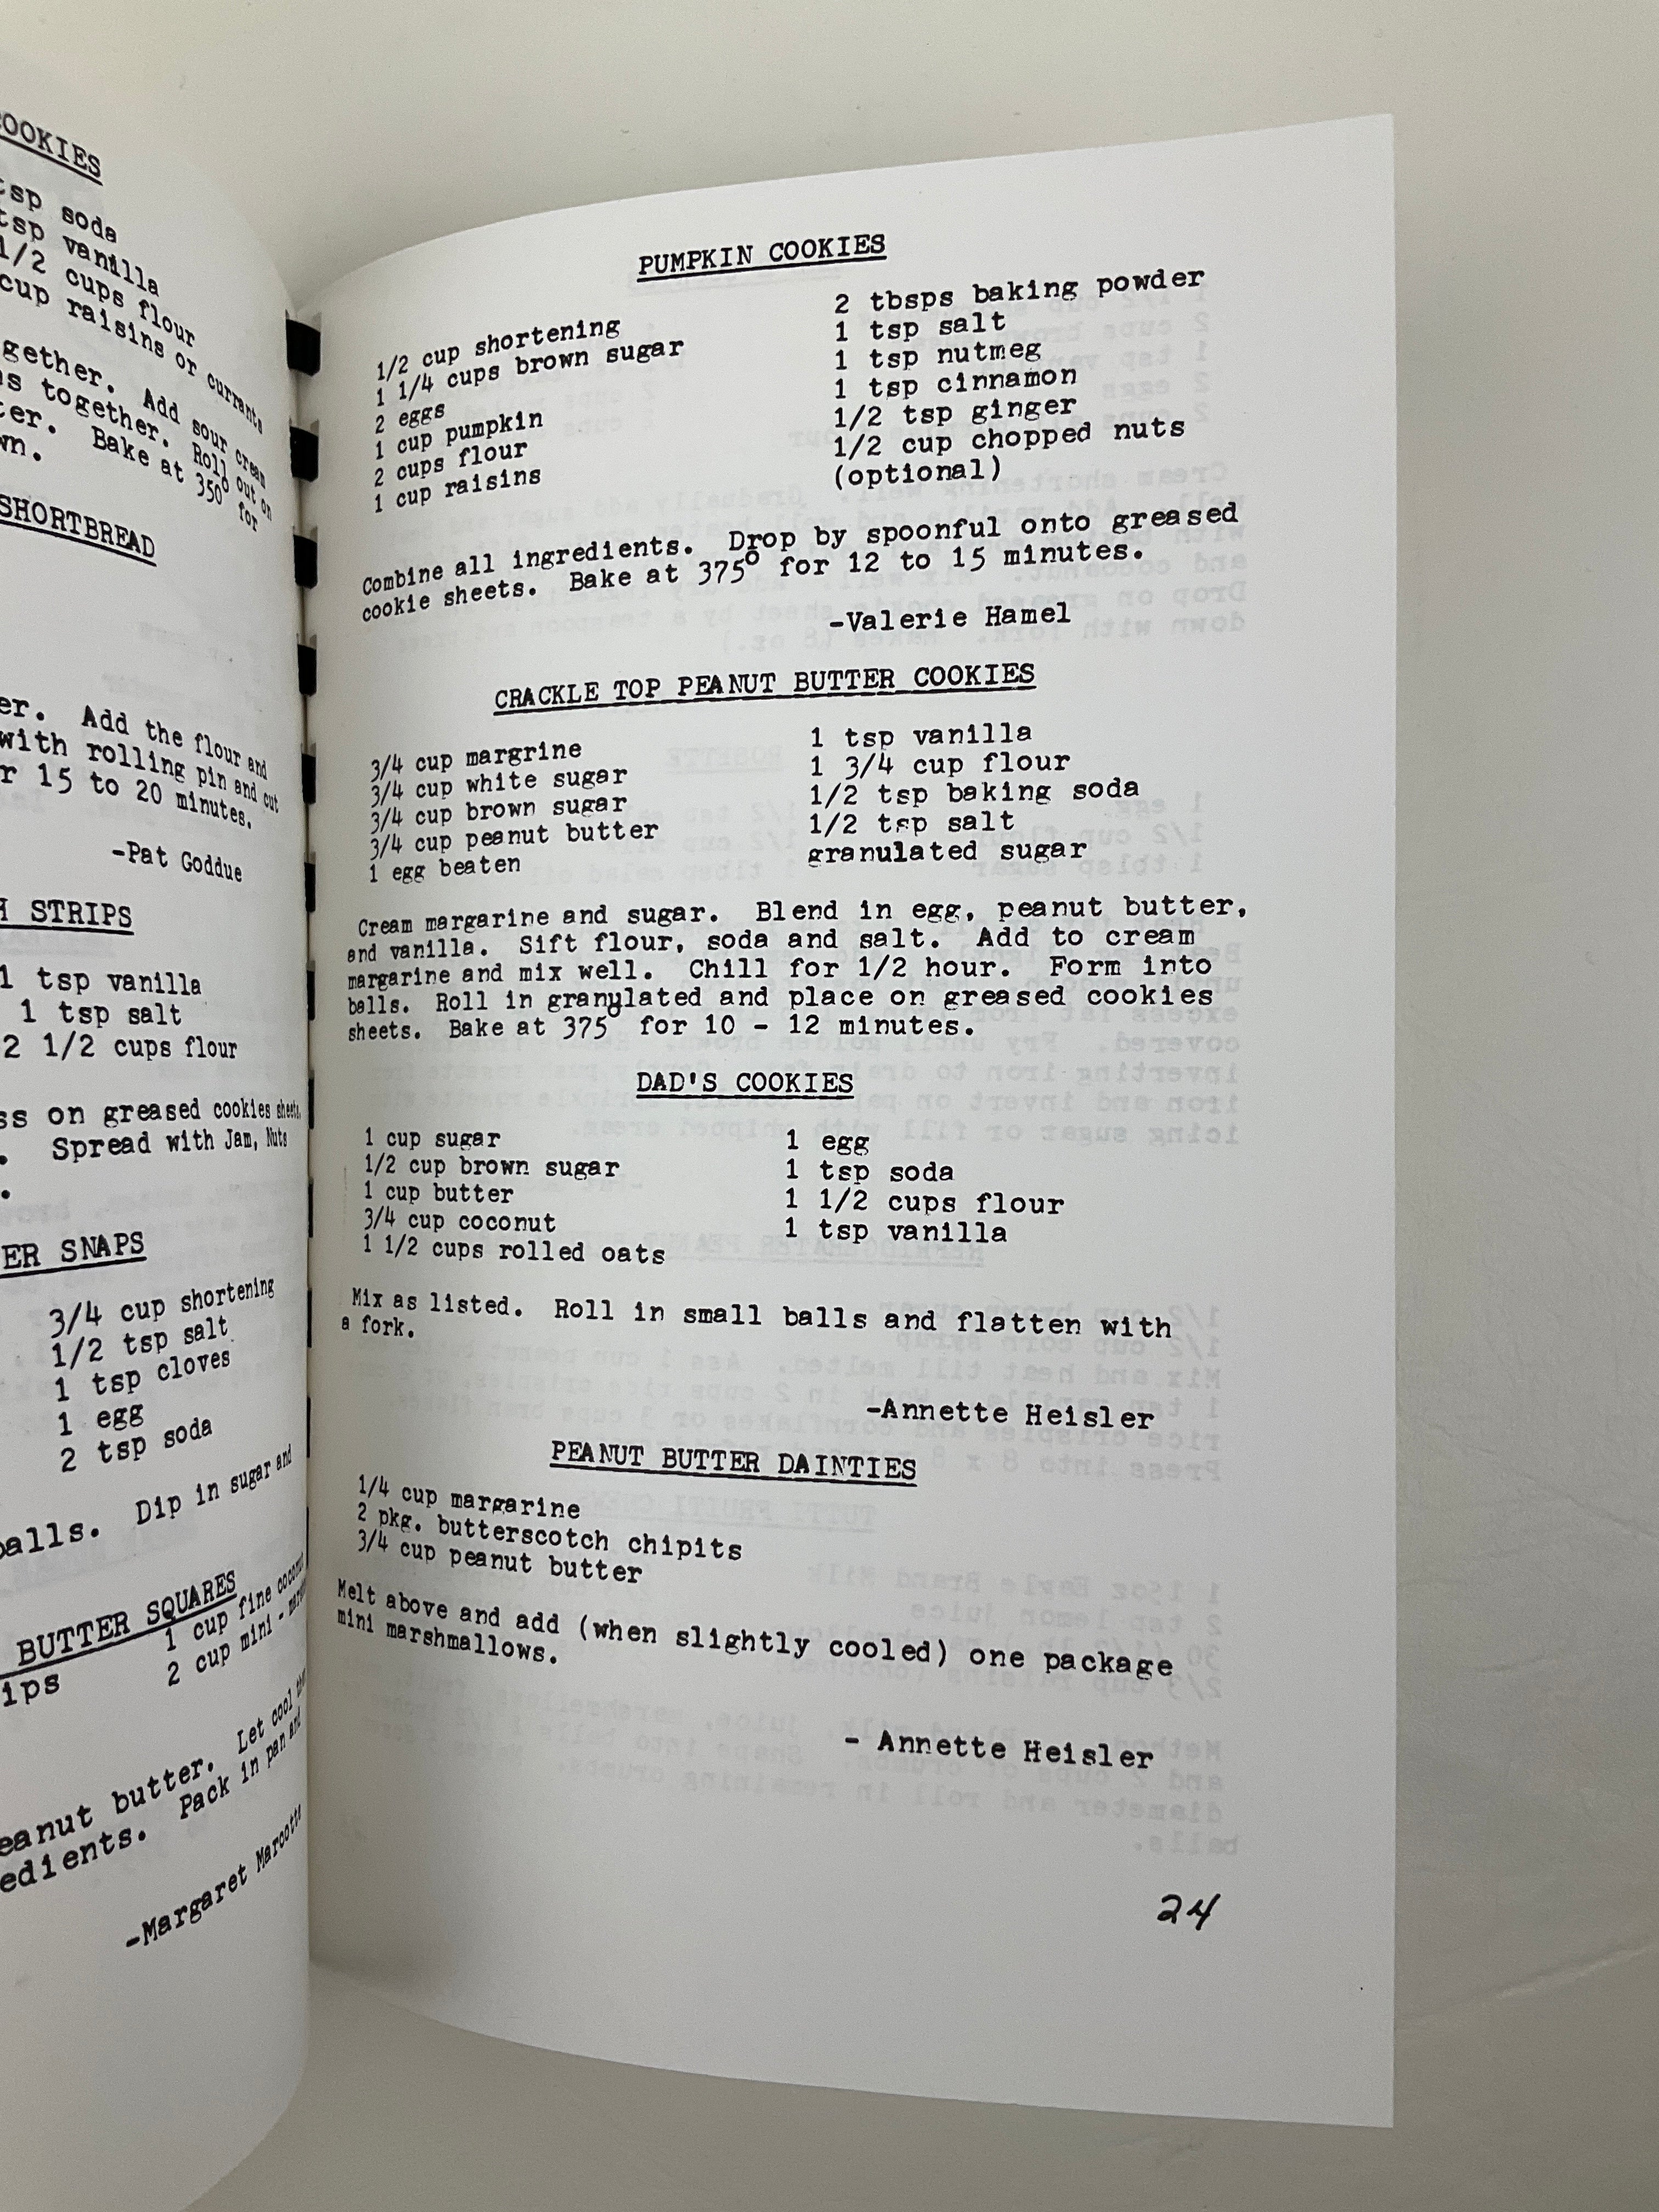 COOKIES
tsp soda
tsp vanilla
1/2 cups flour
cup raisins or currants
gether. Add sour cream
together. Roll out on
Bake at 350° for
SHORTBREAD
Add the flour and
with rolling pin and cut
15 to 20 minutes.
-Pat Goddue
STRIPS
1 tsp vanilla
1 tsp salt
2 1/2 cups flour
on greased cookies sheets.
Spread with Jam, Nuts
SNAPS
3/4 cup shortening
1/2 tsp salt
1 tsp cloves
1 egg
2 tsp soda
balls. Dip in sugar and
BUTTER SQUARES
1 cup fine coconut
2 cup mini-
Let cool
eanut butter.
edients. Pack in pan and
-Margaret Marcotte
PUMPKIN COOKIES
1/2 cup shortening
1 1/4 cups brown sugar
2 eggs
1 cup pumpkin
2 cups flour
1 cup raisins
2 tbsps baking powder
1 tsp salt
1 tsp nutmeg
1 tsp cinnamon
1/2 tsp ginger
1/2 cup chopped nuts
(optional)
Combine all ingredients. Drop by spoonful onto greased
cookie sheets. Bake at 375° for 12 to 15 minutes.
-Valerie Hamel
CRACKLE TOP PEANUT BUTTER COOKIES
3/4 cup margrine
3/4 cup white sugar
3/4 cup brown sugar
3/4 cup peanut butter
1 egg beaten
1 tsp vanilla
1 3/4 cup flour
1/2 tsp baking soda
1/2 tsp salt
granulated sugar
Cream margarine and sugar. Blend in egg, peanut butter,
and vanilla. Sift flour, soda and salt. Add to cream
margarine and mix well. Chill for 1/2 hour. Form into
balls. Roll in granulated and place on greased cookies
sheets. Bake at 375° for 10 - 12 minutes.
DAD'S COOKIES
1 cup sugar
1/2 cup brown sugar
1 cup butter
3/4 cup coconut
1 1/2 cups rolled oats
1 egg
1 tsp soda
1 1/2 cups flour
1 tsp vanilla
Mix as listed. Roll in small balls and flatten with
a fork.
-Annette Heisler
PEANUT BUTTER DAINTIES
1/4 cup margarine
2 pkg. butterscotch chipits
3/4 cup peanut butter
Melt above and add (when slightly cooled) one package
mini marshmallows.
- Annette Heisler
24